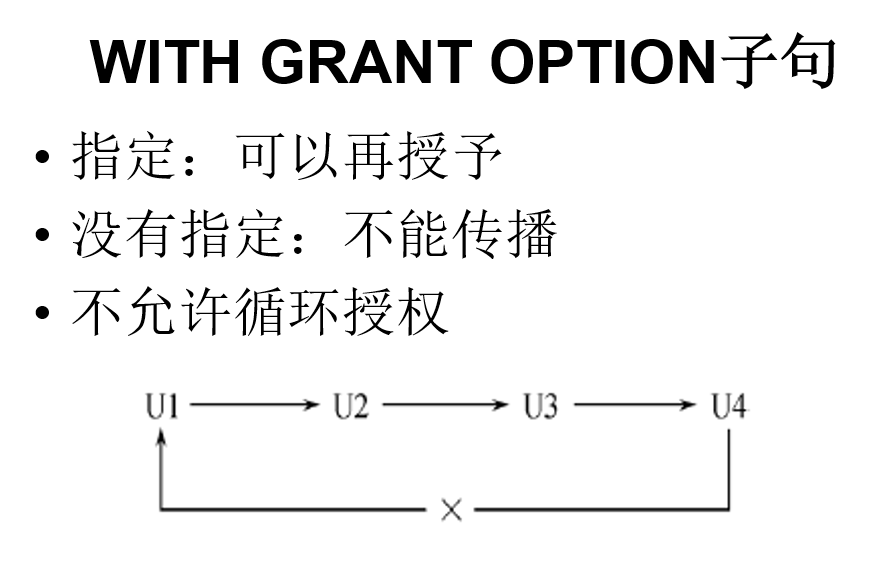 WITH GRANT OPTION子句
• 指定：可以再授予
• 没有指定：不能传播
• 不允许循环授权
U1 U2 U3 U4
×